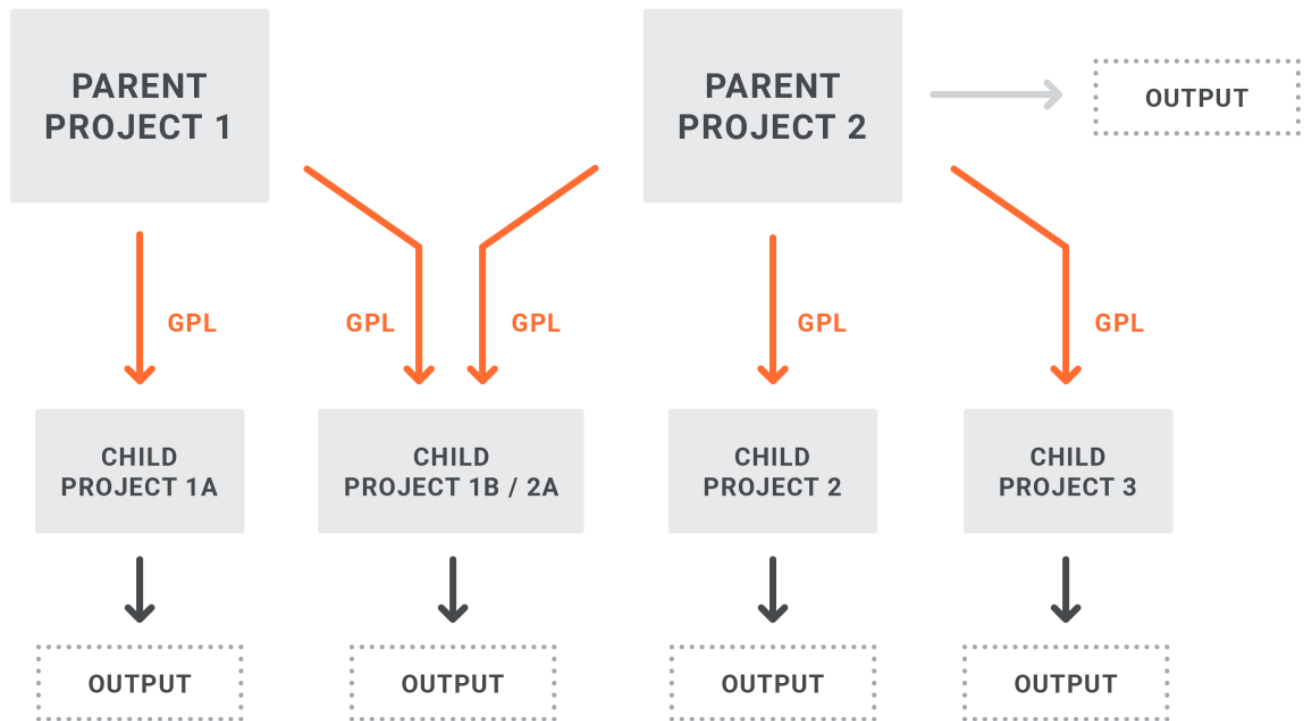 PARENT
PROJECT 1
PARENT
PROJECT 2
OUTPUT
GPL
GPL
GPL
GPL
GPL
CHILD
PROJECT 1A
CHILD
PROJECT 1B / 2A
CHILD
PROJECT 2
CHILD
PROJECT 3
OUTPUT
OUTPUT
OUTPUT
OUTPUT